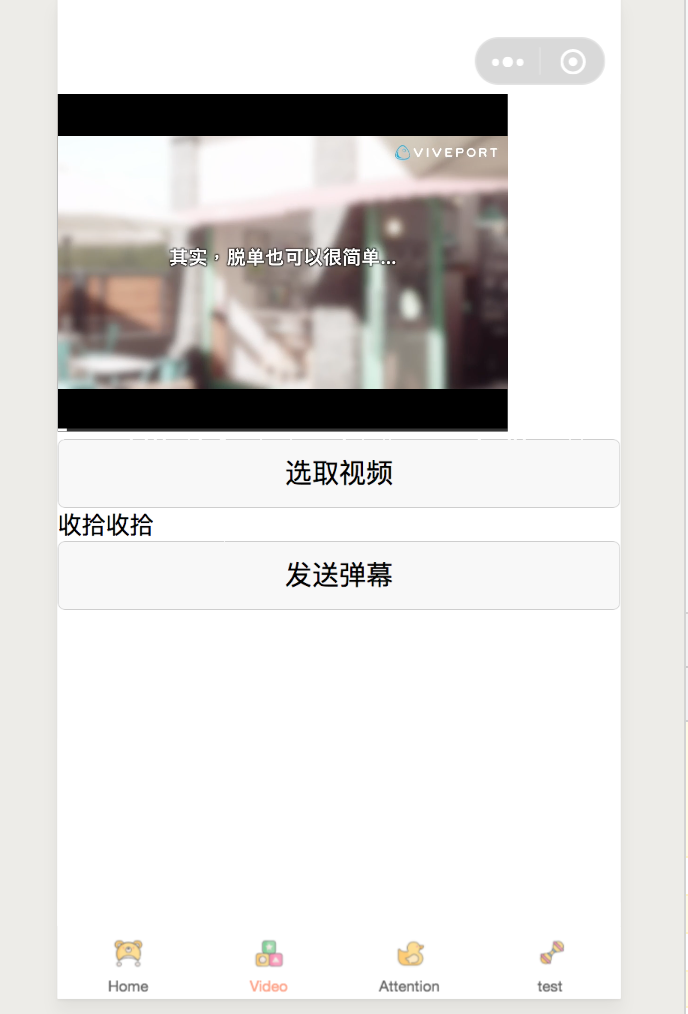 VIVEPORT
其实，脱单也可以很简单...
选取视频
收拾收拾
发送弹幕
Home
Video
Attention
test